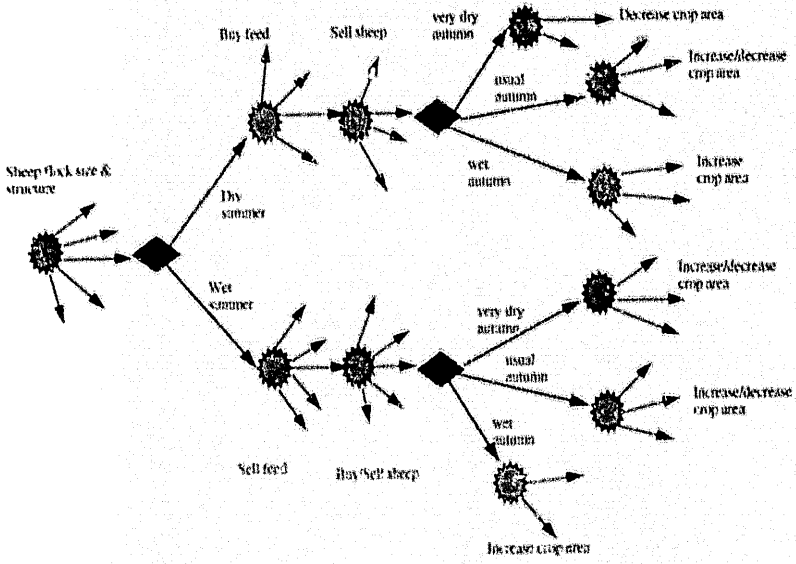 very dry
autumn
Decrease crop area
Buy feed
Sell sheep
usual
autumn
Increase/decrease
crop area
Sheep flock size &
structure
wet
autumn
Increase
crop area
Dry
summer
Wet
summer
very dry
autumn
Increase/decrease
crop area
usual
autumn
Increase/decrease
crop area
wet
autumn
Sell feed
Buy/Sell sheep
Increase crop area